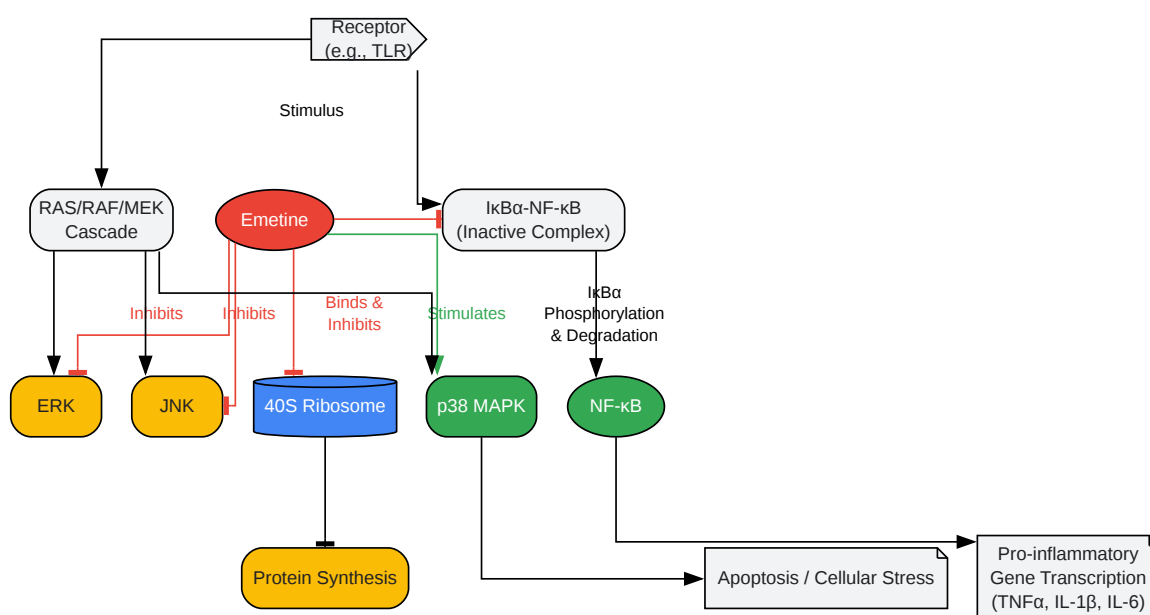 Receptor
(e.g., TLR)
Stimulus
RAS/RAF/MEK
Cascade
Emetine
IκBα-NF-κB
(Inactive Complex)
Inhibits
Inhibits
Binds &
Inhibits
Stimulates
IκBα
Phosphorylation
& Degradation
ERK
JNK
40S Ribosome
p38 MAPK
NF-κB
Protein Synthesis
Apoptosis / Cellular Stress
Pro-inflammatory
Gene Transcription
(TNFα, IL-1β, IL-6)